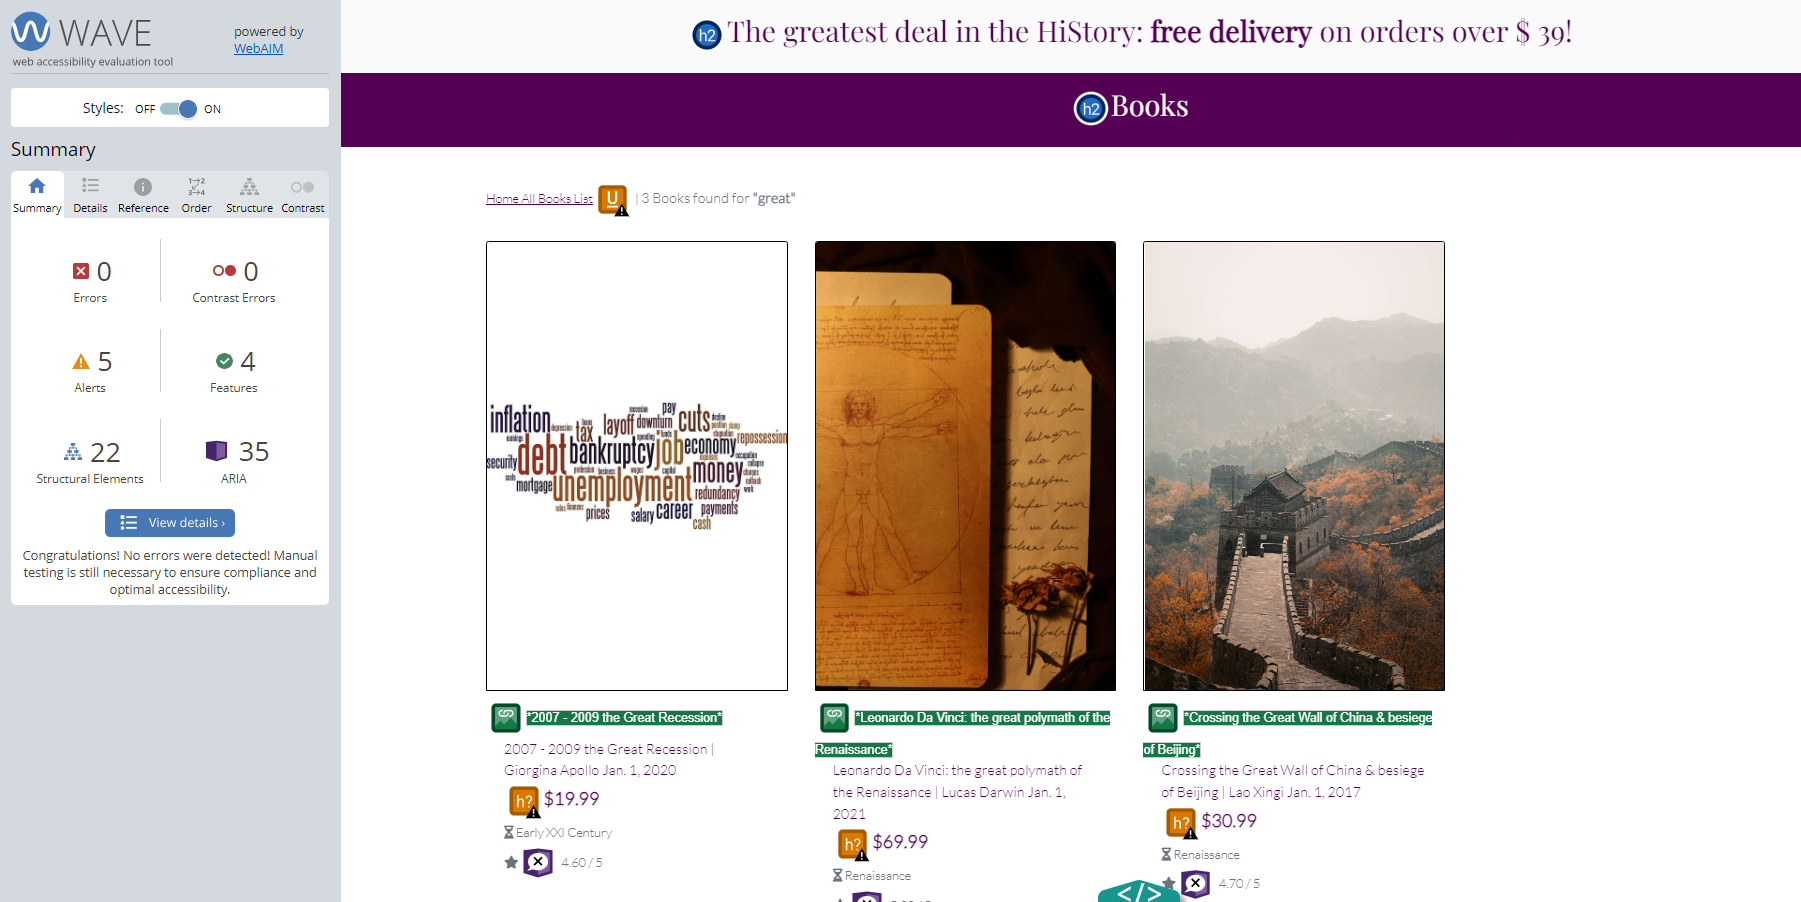 WAVE
powered by
WebAIM
web accessibility evaluation tool
Styles: OFF ON
Summary
Summary Details Reference Order Structure Contrast
0 Errors
0 Contrast Errors
5 Alerts
4 Features
22 Structural Elements
35 ARIA
View details ›
Congratulations! No errors were detected! Manual
testing is still necessary to ensure compliance and
optimal accessibility.
h2 The greatest deal in the HiStory: free delivery on orders over $ 39!
h2 Books
Home All Books List U | 3 Books found for "great"
inflation
debt
bankruptcy
unemployment
job
economy
money
cuts
layoff
downturn
pay
tax
repossession
security
mortgage
redundancy
payments
prices
salary
career
cash
*2007 - 2009 the Great Recession*
2007 - 2009 the Great Recession |
Giorgina Apollo Jan. 1, 2020
h? $19.99
Early XXI Century
4.60 / 5
*Leonardo Da Vinci: the great polymath of the
Renaissance*
Leonardo Da Vinci: the great polymath of
the Renaissance | Lucas Darwin Jan. 1,
2021
h? $69.99
Renaissance
*Crossing the Great Wall of China & besiege
of Beijing*
Crossing the Great Wall of China & besiege
of Beijing | Lao Xingi Jan. 1, 2017
h? $30.99
Renaissance
4.70 / 5
</>